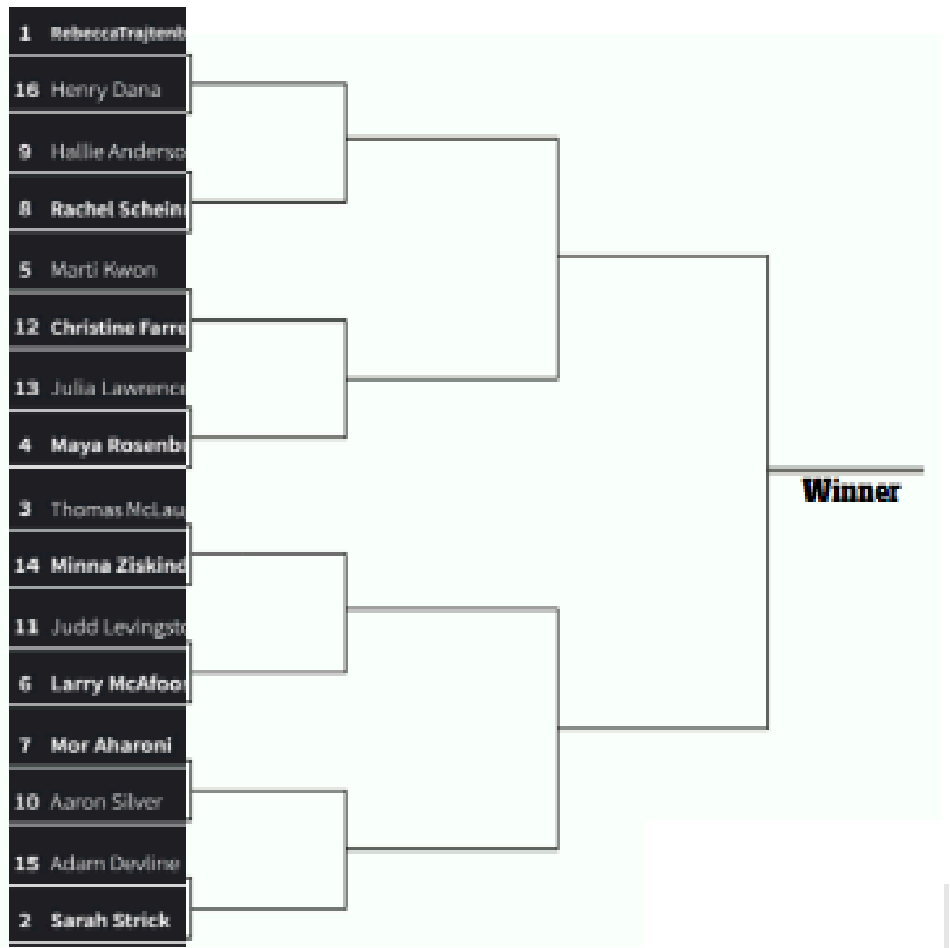 1 RebeccaTrajtenb
16 Henry Dana
9 Hallie Anderso
8 Rachel Schein
5 Marti Kwon
12 Christine Farre
13 Julia Lawrence
4 Maya Rosenb
3 Thomas McLau
14 Minna Ziskind
11 Judd Levingsto
6 Larry McAfoo
7 Mor Aharoni
10 Aaron Silver
15 Adam Devline
2 Sarah Strick
Winner